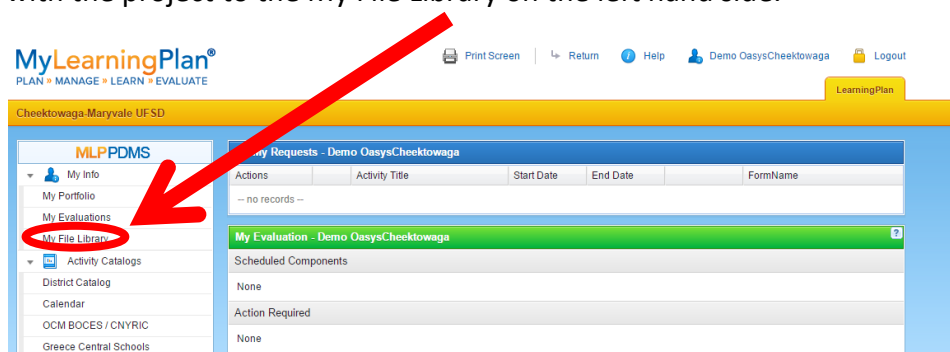 with the project to the My File Library on the left hand side.
MyLearningPlan®
PLAN » MANAGE » LEARN » EVALUATE
Print Screen Return Help Demo OasysCheektowaga Logout
LearningPlan
Cheektowaga-Maryvale UFSD
MLPPDMS
My Info
My Portfolio
My Evaluations
My File Library
Activity Catalogs
District Catalog
Calendar
OCM BOCES / CNYRIC
Greece Central Schools
My Requests - Demo OasysCheektowaga
Actions Activity Title Start Date End Date FormName
-- no records --
My Evaluation - Demo OasysCheektowaga ?
Scheduled Components
None
Action Required
None